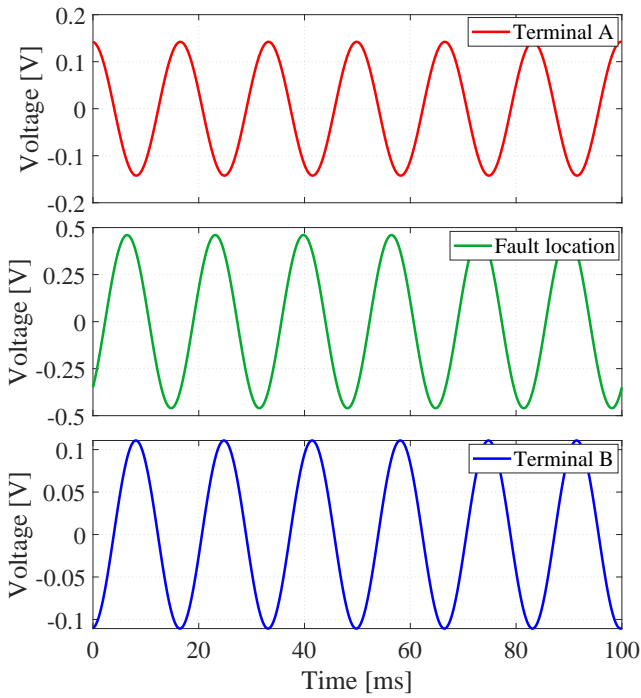 0.2
0.1
0
-0.1
-0.2
Voltage [V]
Terminal A
0.5
0.25
0
-0.25
-0.5
Voltage [V]
Fault location
0.1
0.05
0
-0.05
-0.1
Voltage [V]
Terminal B
0 20 40 60 80 100
Time [ms]